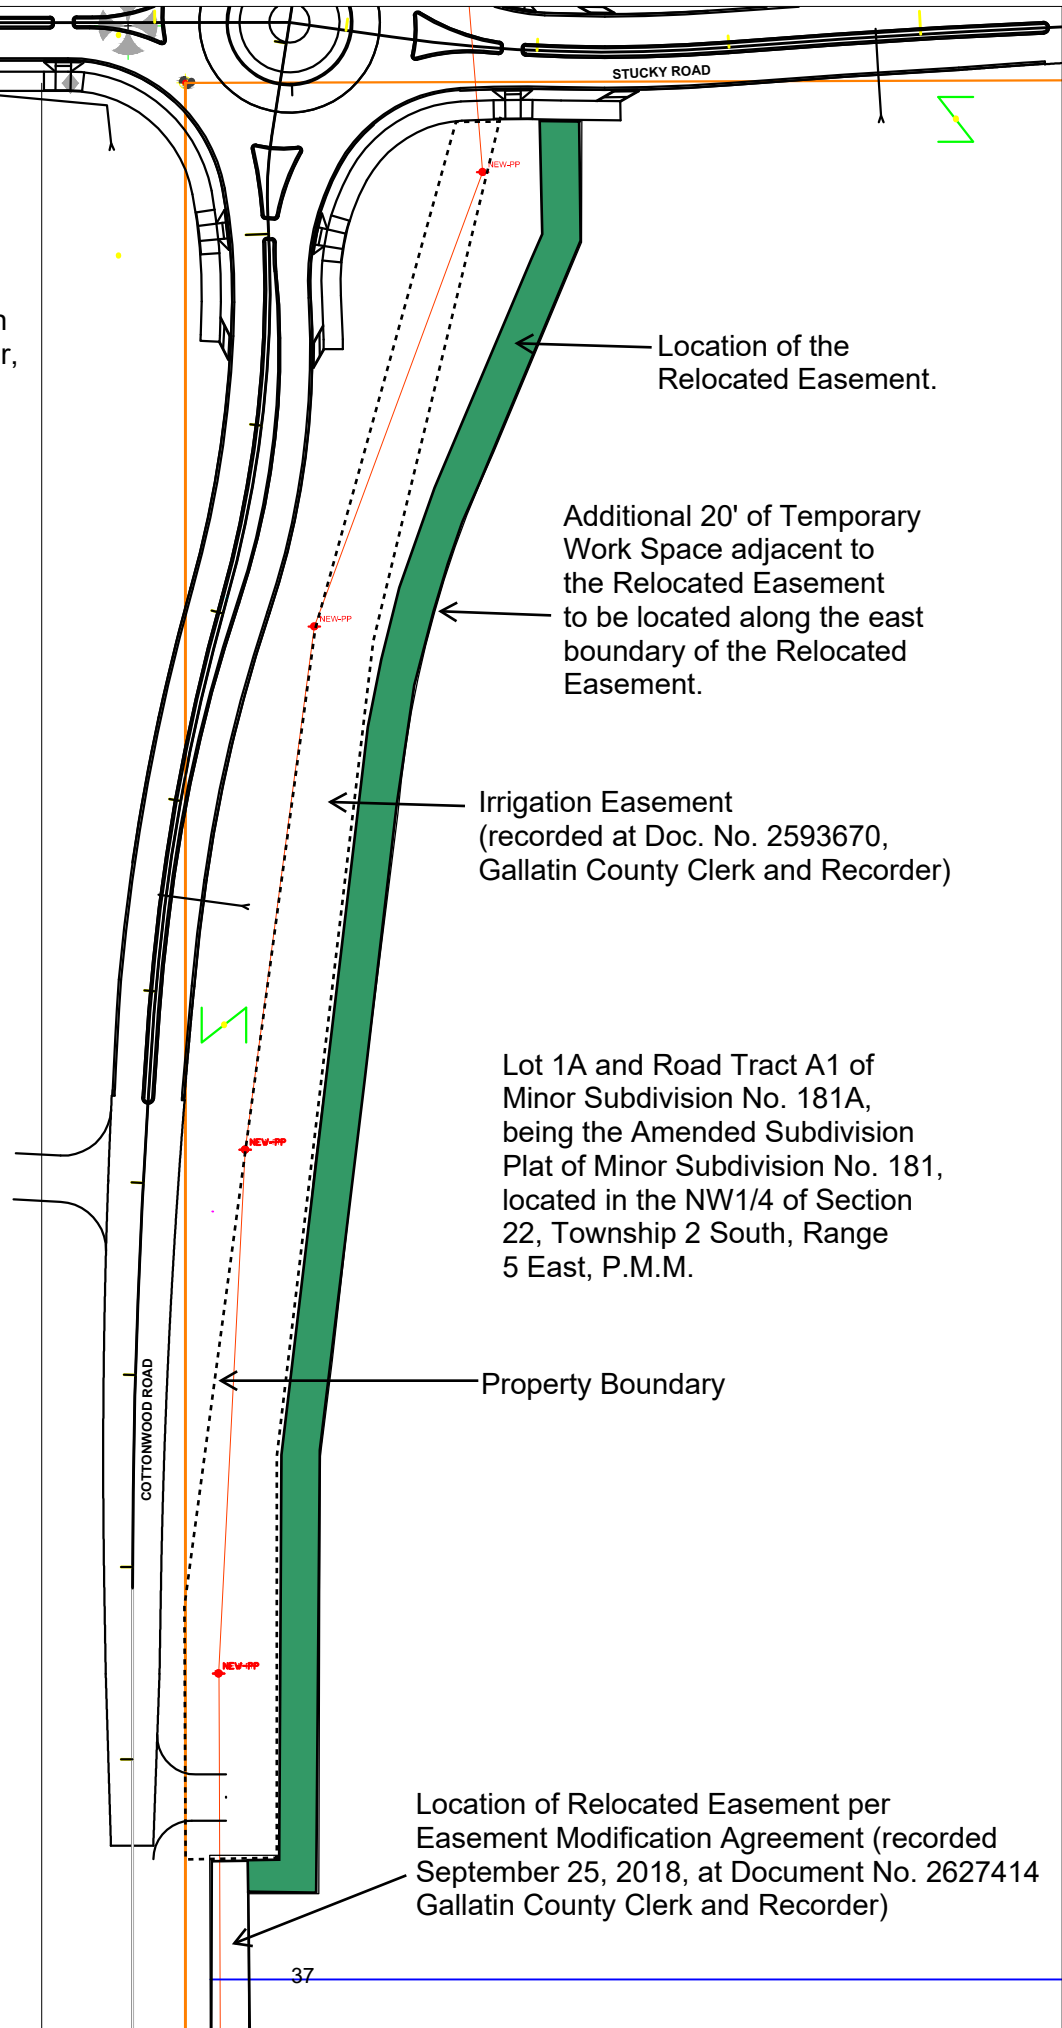 STUCKY ROAD
NEW-PP
n
r,
Location of the
Relocated Easement.
Additional 20' of Temporary
Work Space adjacent to
the Relocated Easement
to be located along the east
boundary of the Relocated
Easement.
NEW-PP
Irrigation Easement
(recorded at Doc. No. 2593670,
Gallatin County Clerk and Recorder)
Lot 1A and Road Tract A1 of
Minor Subdivision No. 181A,
being the Amended Subdivision
Plat of Minor Subdivision No. 181,
located in the NW1/4 of Section
22, Township 2 South, Range
5 East, P.M.M.
NEW-PP
Property Boundary
COTTONWOOD ROAD
NEW-PP
Location of Relocated Easement per
Easement Modification Agreement (recorded
September 25, 2018, at Document No. 2627414
Gallatin County Clerk and Recorder)
37